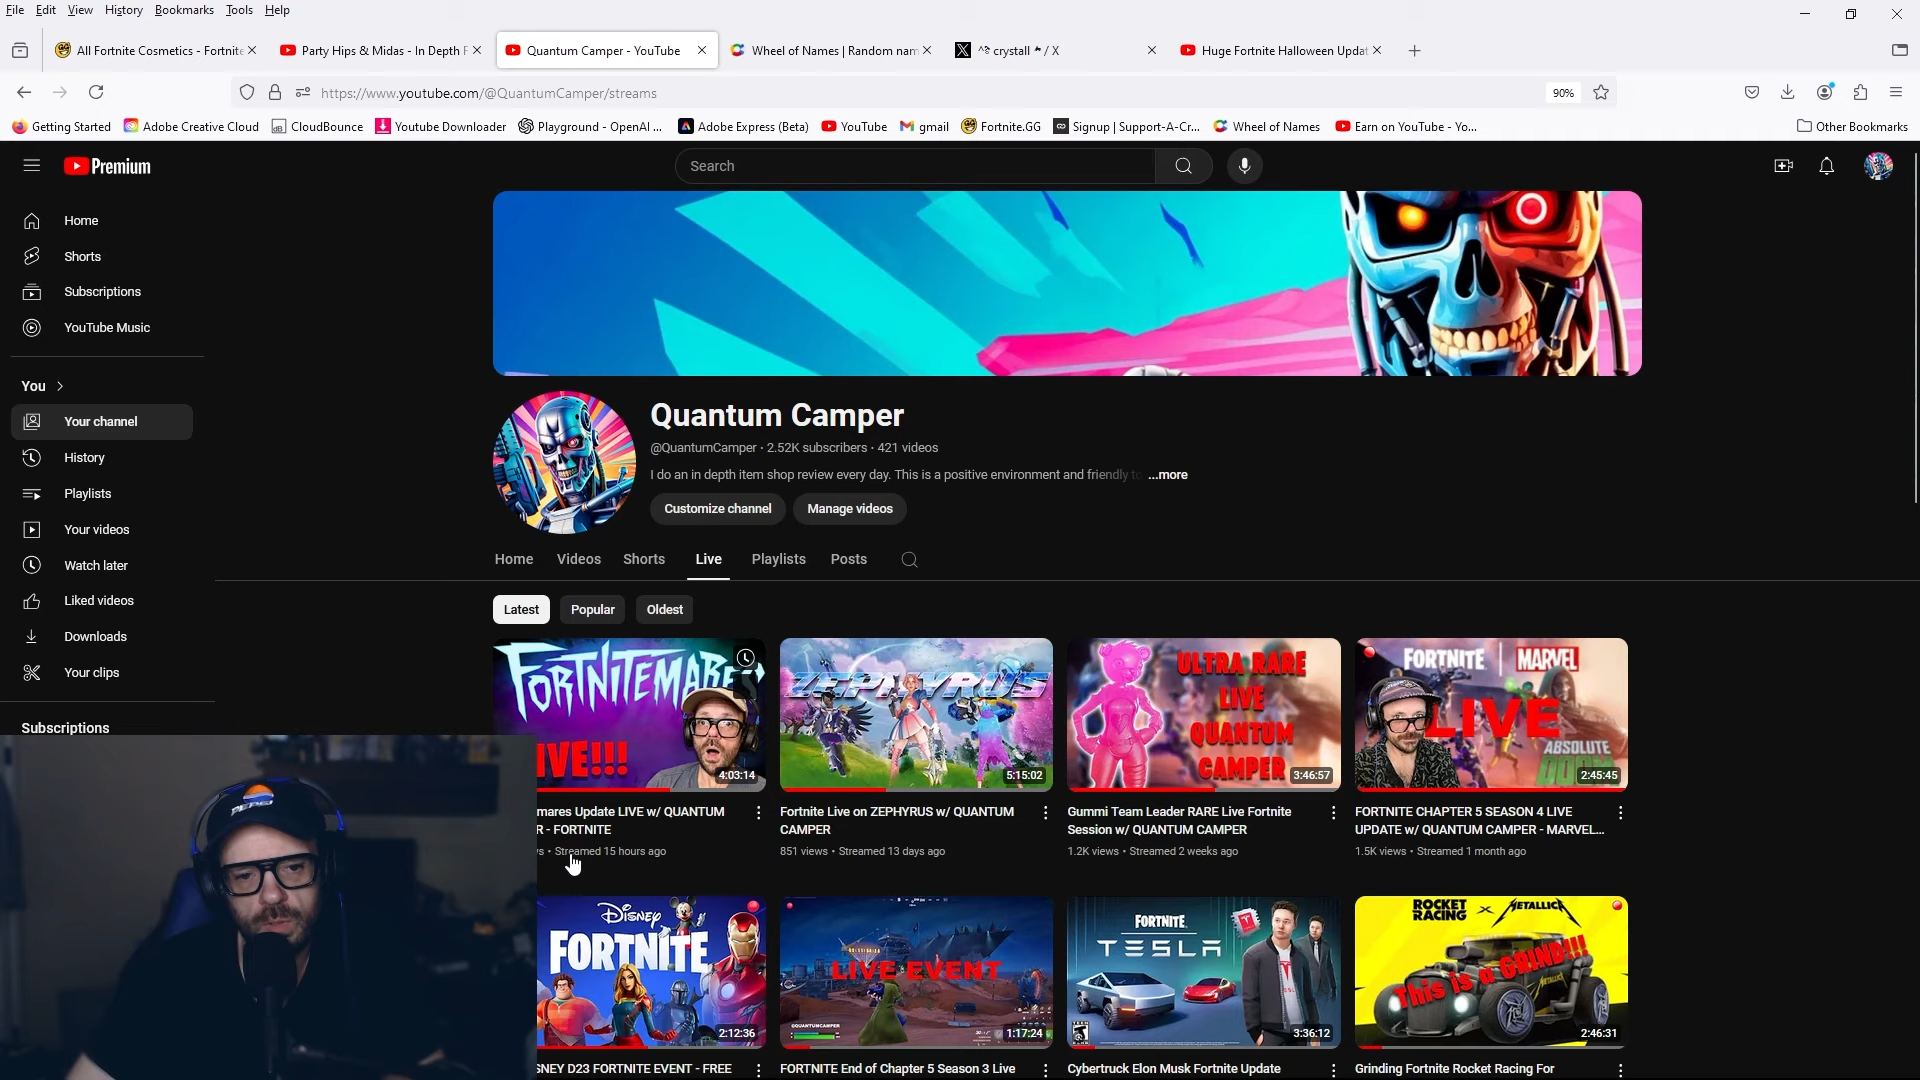 File Edit View History Bookmarks Tools Help
All Fortnite Cosmetics - Fortnite
Party Hips & Midas - In Depth F
Quantum Camper - YouTube
Wheel of Names | Random nam
crystall / X
Huge Fortnite Halloween Updat
https://www.youtube.com/@QuantumCamper/streams
90%
Getting Started
Adobe Creative Cloud
CloudBounce
Youtube Downloader
Playground - OpenAI ...
Adobe Express (Beta)
YouTube
gmail
Fortnite.GG
Signup | Support-A-Cr...
Wheel of Names
Earn on YouTube - Yo...
Other Bookmarks
Premium
Search
Home
Shorts
Subscriptions
YouTube Music
You
Your channel
History
Playlists
Your videos
Watch later
Liked videos
Downloads
Your clips
Subscriptions
Quantum Camper
@QuantumCamper · 2.52K subscribers · 421 videos
I do an in depth item shop review every day. This is a positive environment and friendly to ...more
Customize channel
Manage videos
Home Videos Shorts Live Playlists Posts
Latest Popular Oldest
FORTNITEMARES
IVE!!!
4:03:14
mares Update LIVE w/ QUANTUM
R - FORTNITE
s • Streamed 15 hours ago
ZEPHYRUS
5:15:02
Fortnite Live on ZEPHYRUS w/ QUANTUM
CAMPER
851 views • Streamed 13 days ago
ULTRA RARE
LIVE
QUANTUM
CAMPER
3:46:57
Gummi Team Leader RARE Live Fortnite
Session w/ QUANTUM CAMPER
1.2K views • Streamed 2 weeks ago
FORTNITE MARVEL
LIVE
ABSOLUTE
DOOM
2:45:45
FORTNITE CHAPTER 5 SEASON 4 LIVE
UPDATE w/ QUANTUM CAMPER - MARVEL...
1.5K views • Streamed 1 month ago
PEPSI
Disney
FORTNITE
2:12:36
SNEY D23 FORTNITE EVENT - FREE
LIVE EVENT
@QUANTUMCAMPER
1:17:24
FORTNITE End of Chapter 5 Season 3 Live
FORTNITE
TESLA
TEEN
3:36:12
Cybertruck Elon Musk Fortnite Update
ROCKET
RACING X METALLICA
This is a GRIND!!!
2:46:31
Grinding Fortnite Rocket Racing For